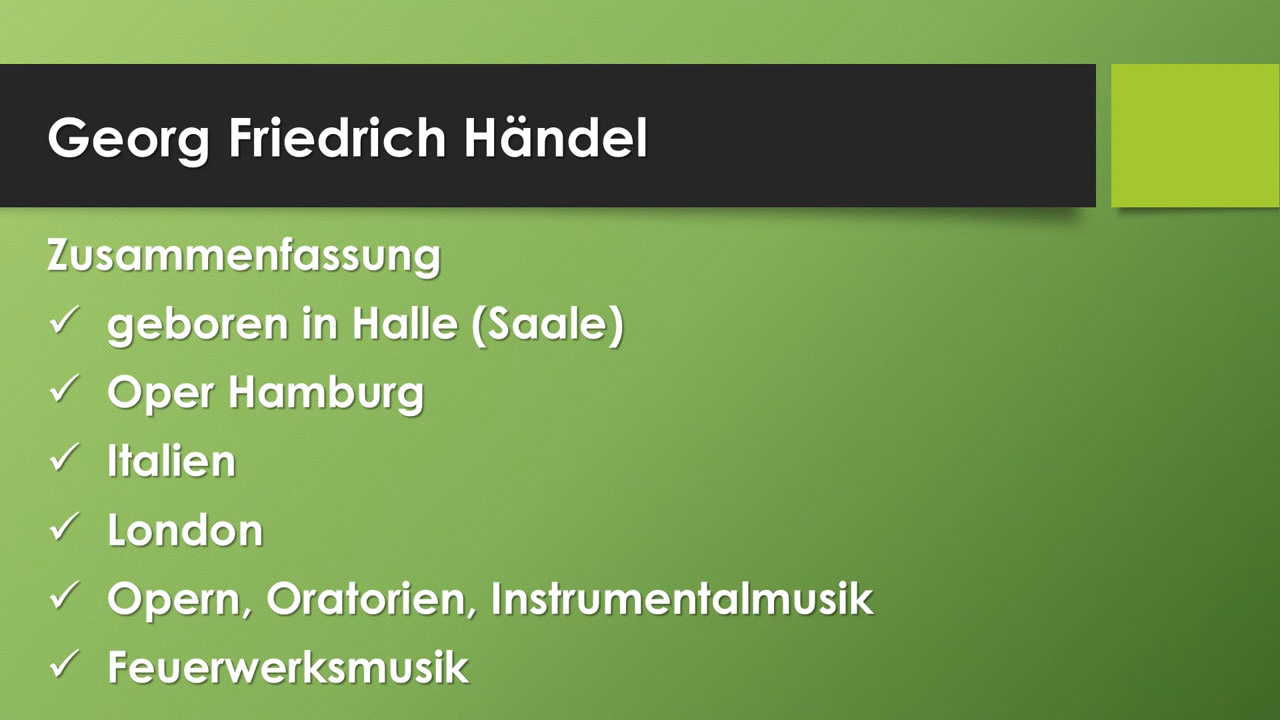 Georg Friedrich Händel
Zusammenfassung
✓ geboren in Halle (Saale)
✓ Oper Hamburg
✓ Italien
✓ London
✓ Opern, Oratorien, Instrumentalmusik
✓ Feuerwerksmusik